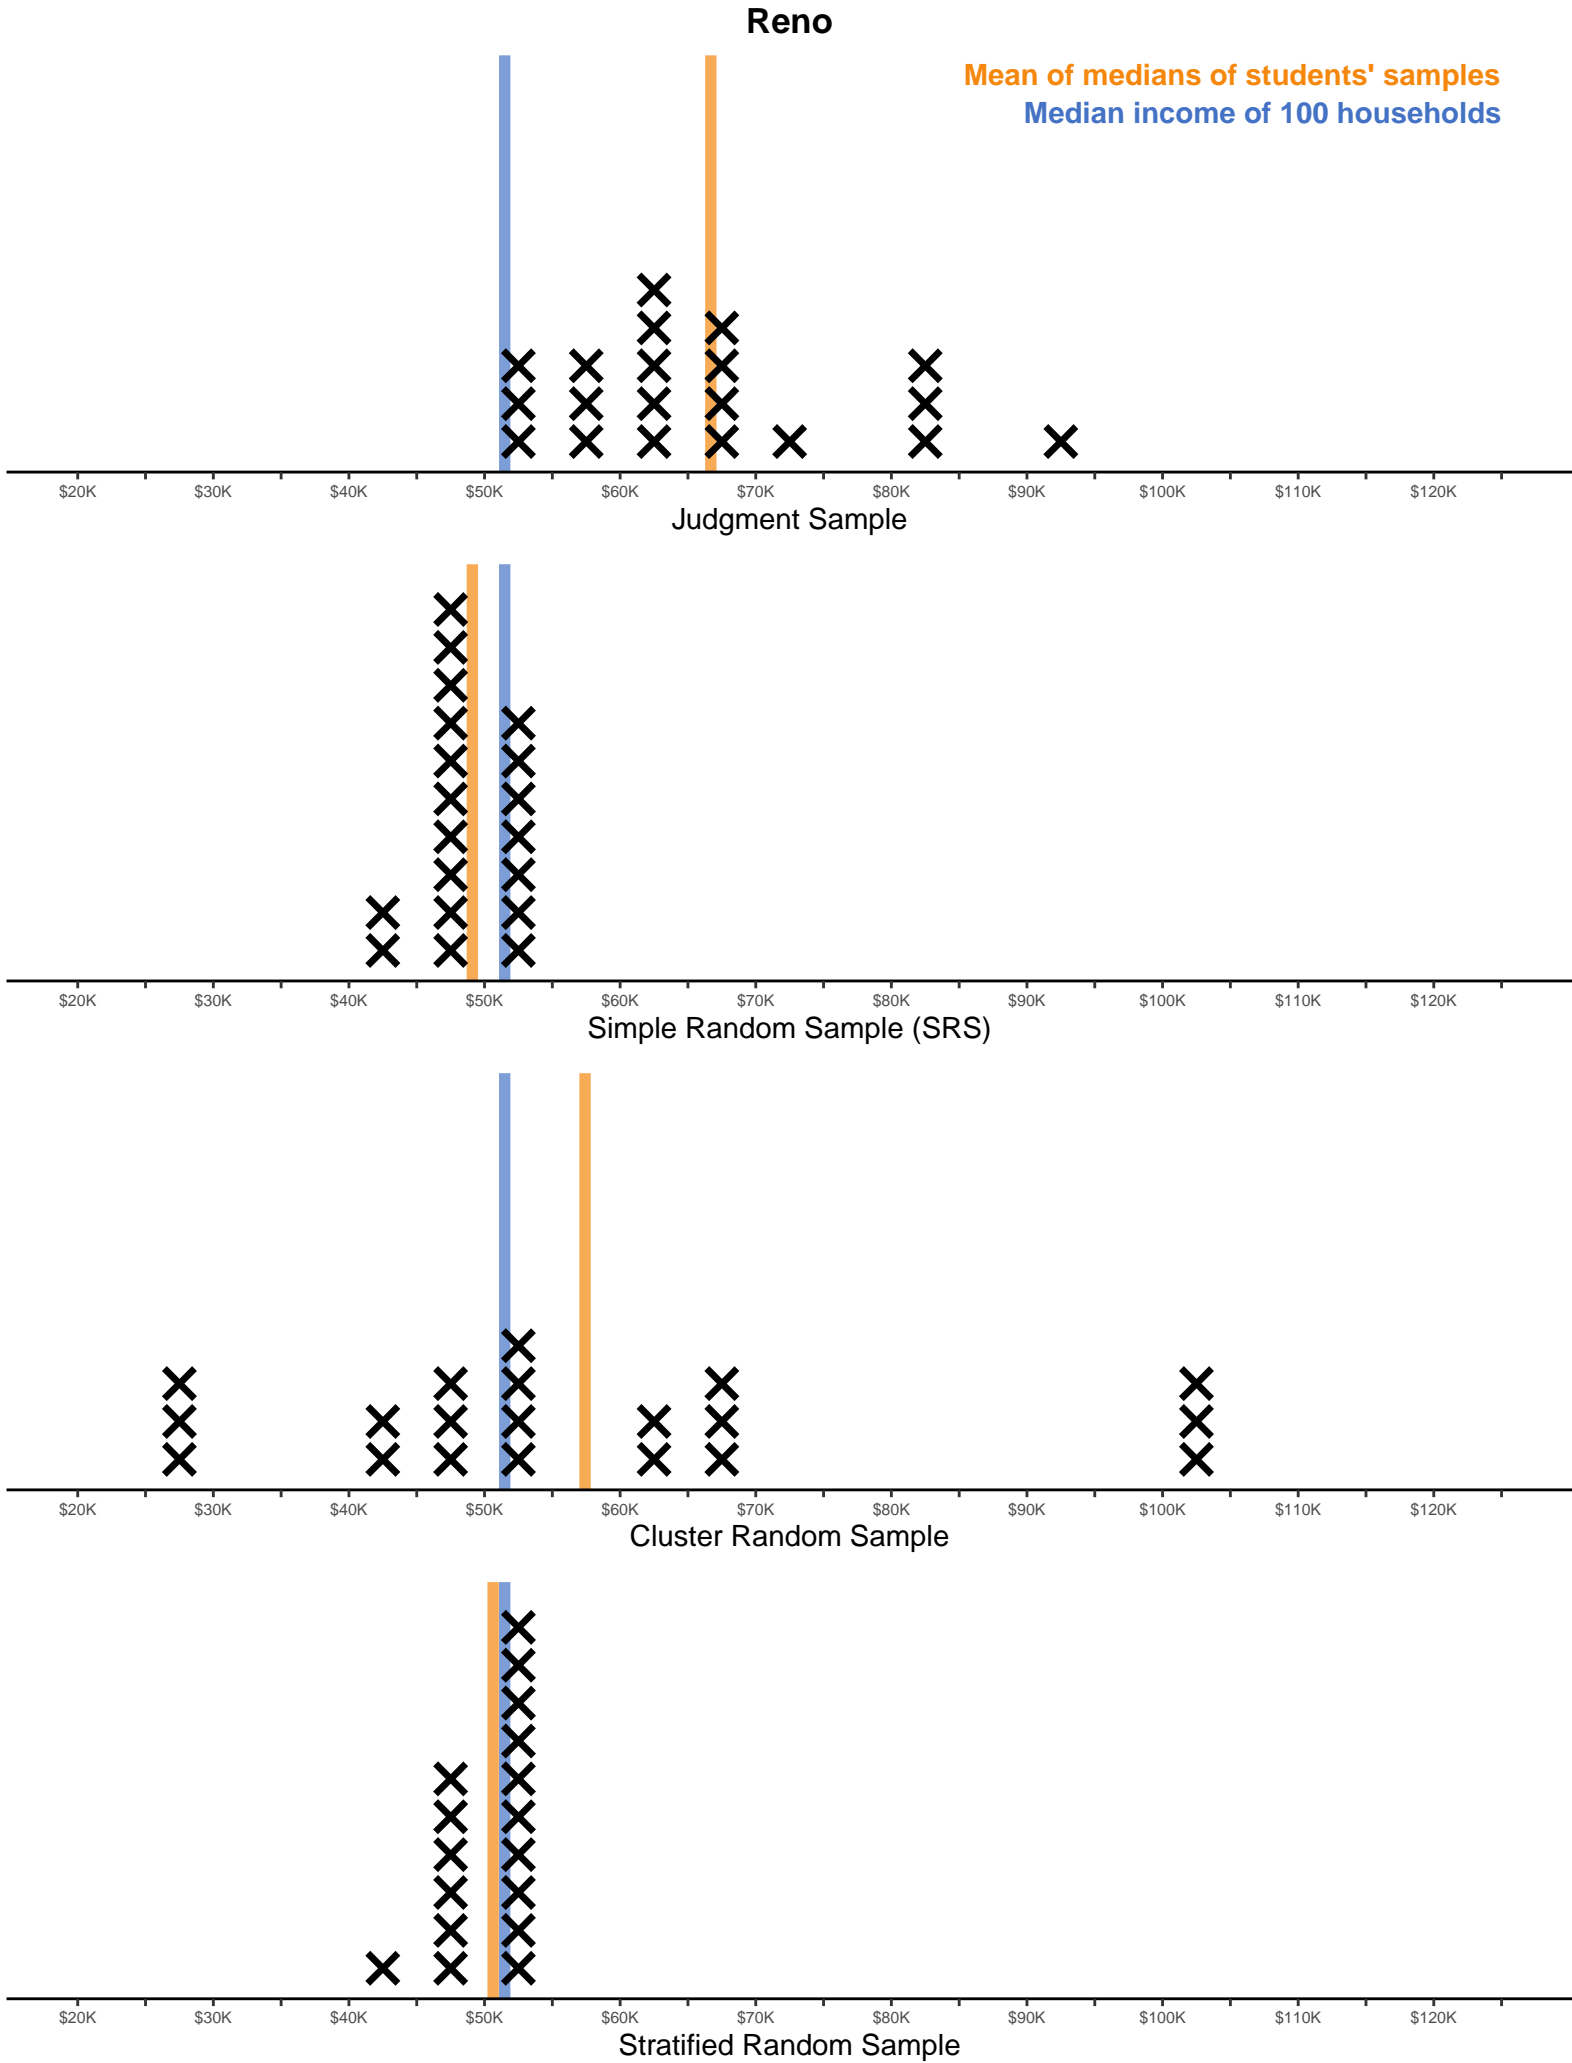 Reno
Mean of medians of students' samples
Median income of 100 households
$20K $30K $40K $50K $60K $70K $80K $90K $100K $110K $120K
Judgment Sample
$20K $30K $40K $50K $60K $70K $80K $90K $100K $110K $120K
Simple Random Sample (SRS)
$20K $30K $40K $50K $60K $70K $80K $90K $100K $110K $120K
Cluster Random Sample
$20K $30K $40K $50K $60K $70K $80K $90K $100K $110K $120K
Stratified Random Sample